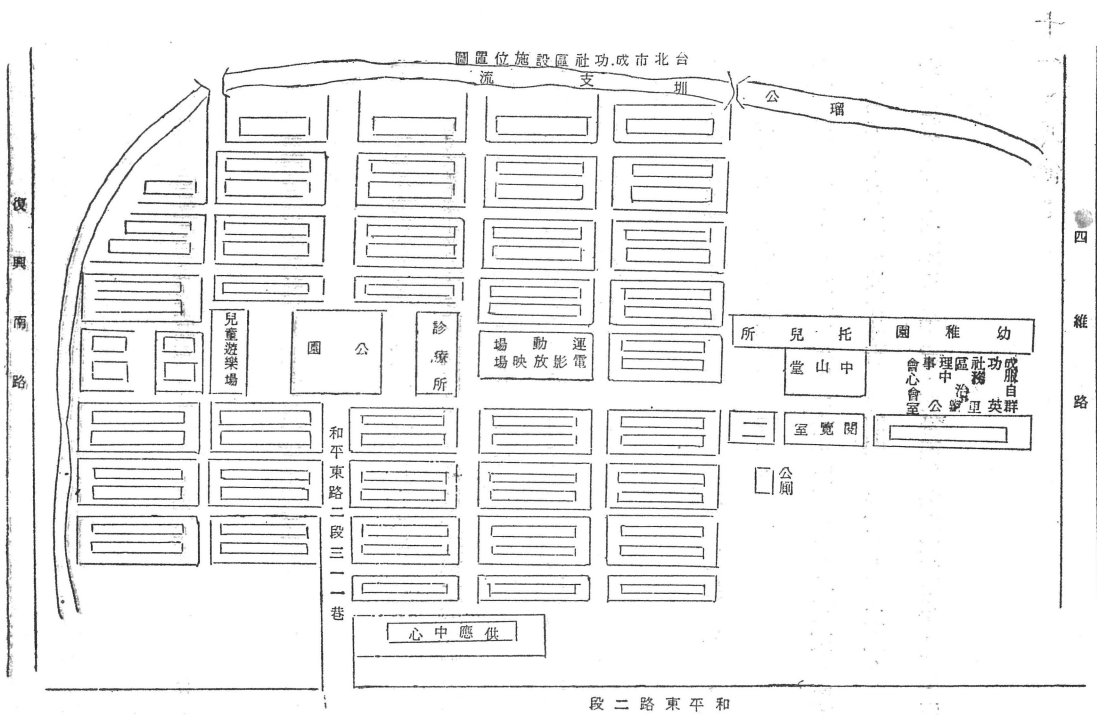 台北市成功社區設施位置圖
瑠公圳支流
復興南路
四維路
兒童遊樂場
公園
診療所
運動場
電影放映場
托兒所
幼稚園
中山堂
成功社區理事會
服務中心
自治會
群英里辦公室
閱覽室
公廁
和平東路二段三一一巷
供應中心
和平東路二段